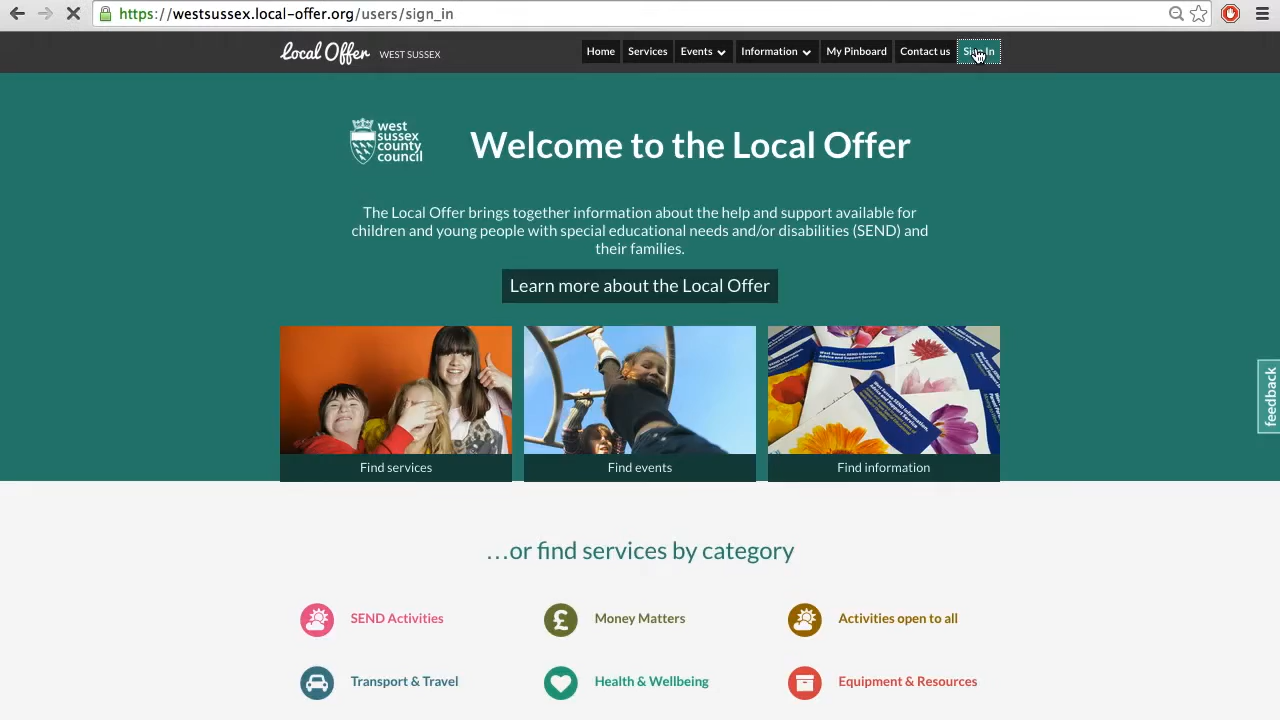 https://westsussex.local-offer.org/users/sign_in
Local Offer WEST SUSSEX
Home Services Events Information My Pinboard Contact us Sign In
west
sussex
county
council
Welcome to the Local Offer
The Local Offer brings together information about the help and support available for
children and young people with special educational needs and/or disabilities (SEND) and
their families.
Learn more about the Local Offer
feedback
Find services
Find events
Find information
…or find services by category
SEND Activities
Money Matters
Activities open to all
Transport & Travel
Health & Wellbeing
Equipment & Resources